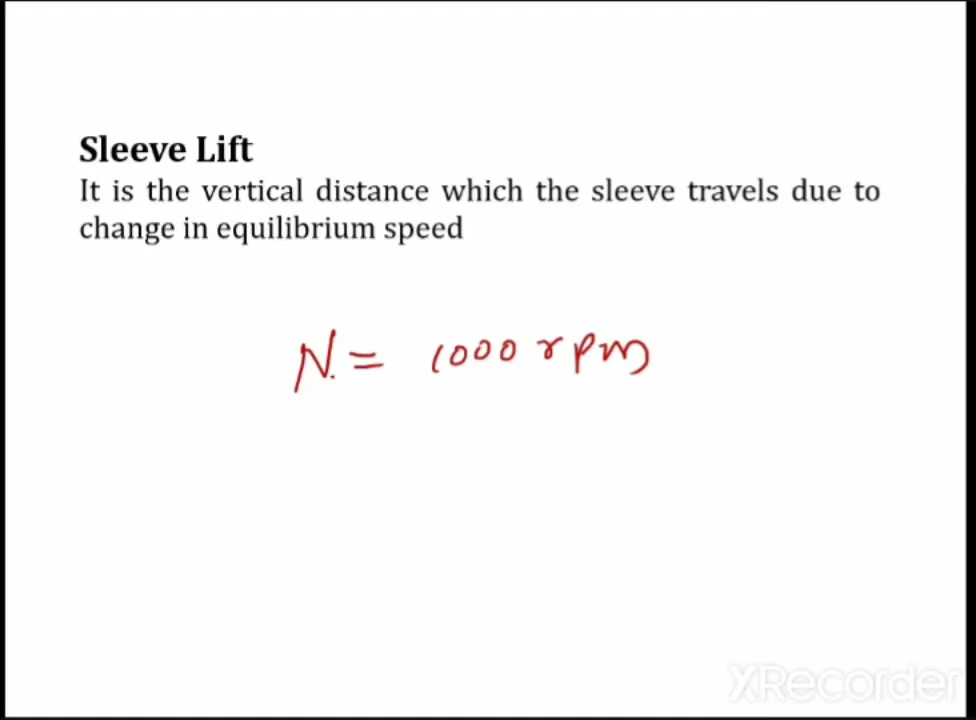 Sleeve Lift
It is the vertical distance which the sleeve travels due to
change in equilibrium speed
N = 1000 rpm
XRecorder